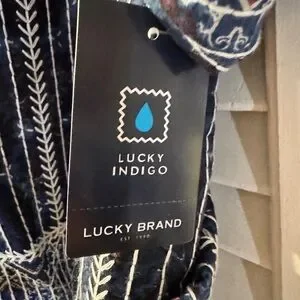 LUCKY
INDIGO
LUCKY BRAND
EST. 1990